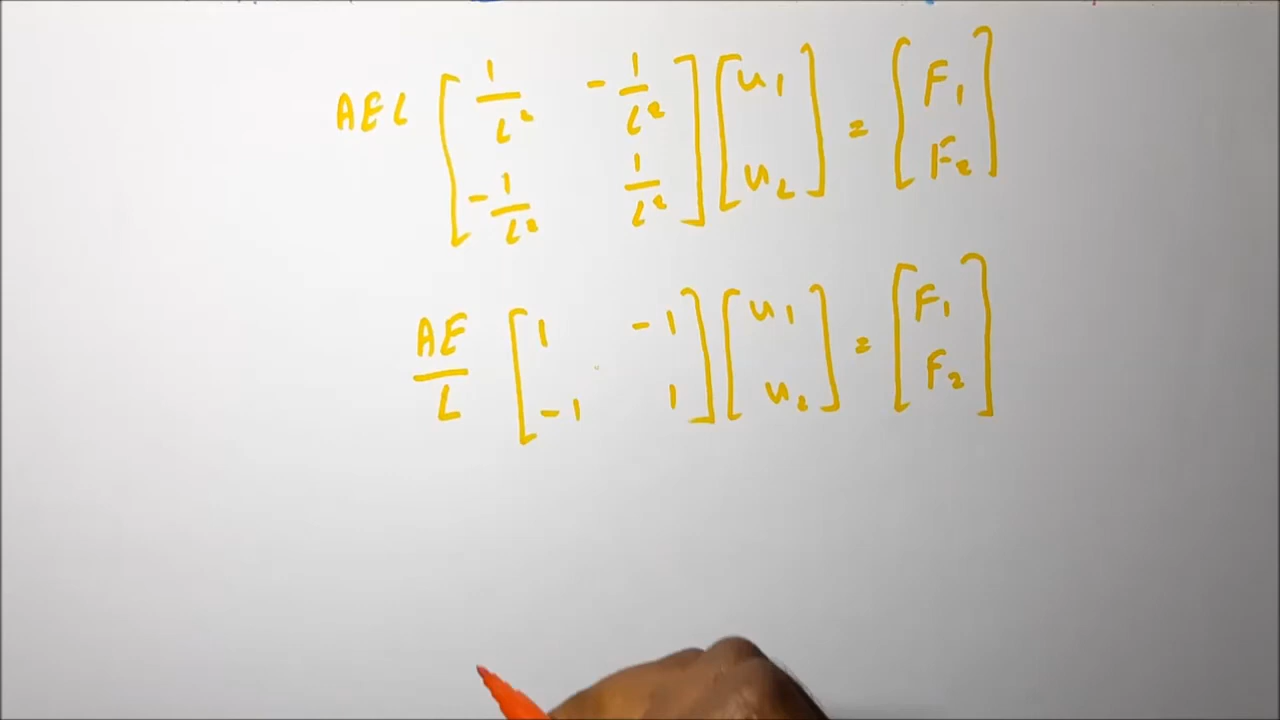 AEL [1/L² -1/L² -1/L² 1/L²] [u₁ u₂] = [F₁ F₂]
AE/L [1 -1 -1 1] [u₁ u₂] = [F₁ F₂]